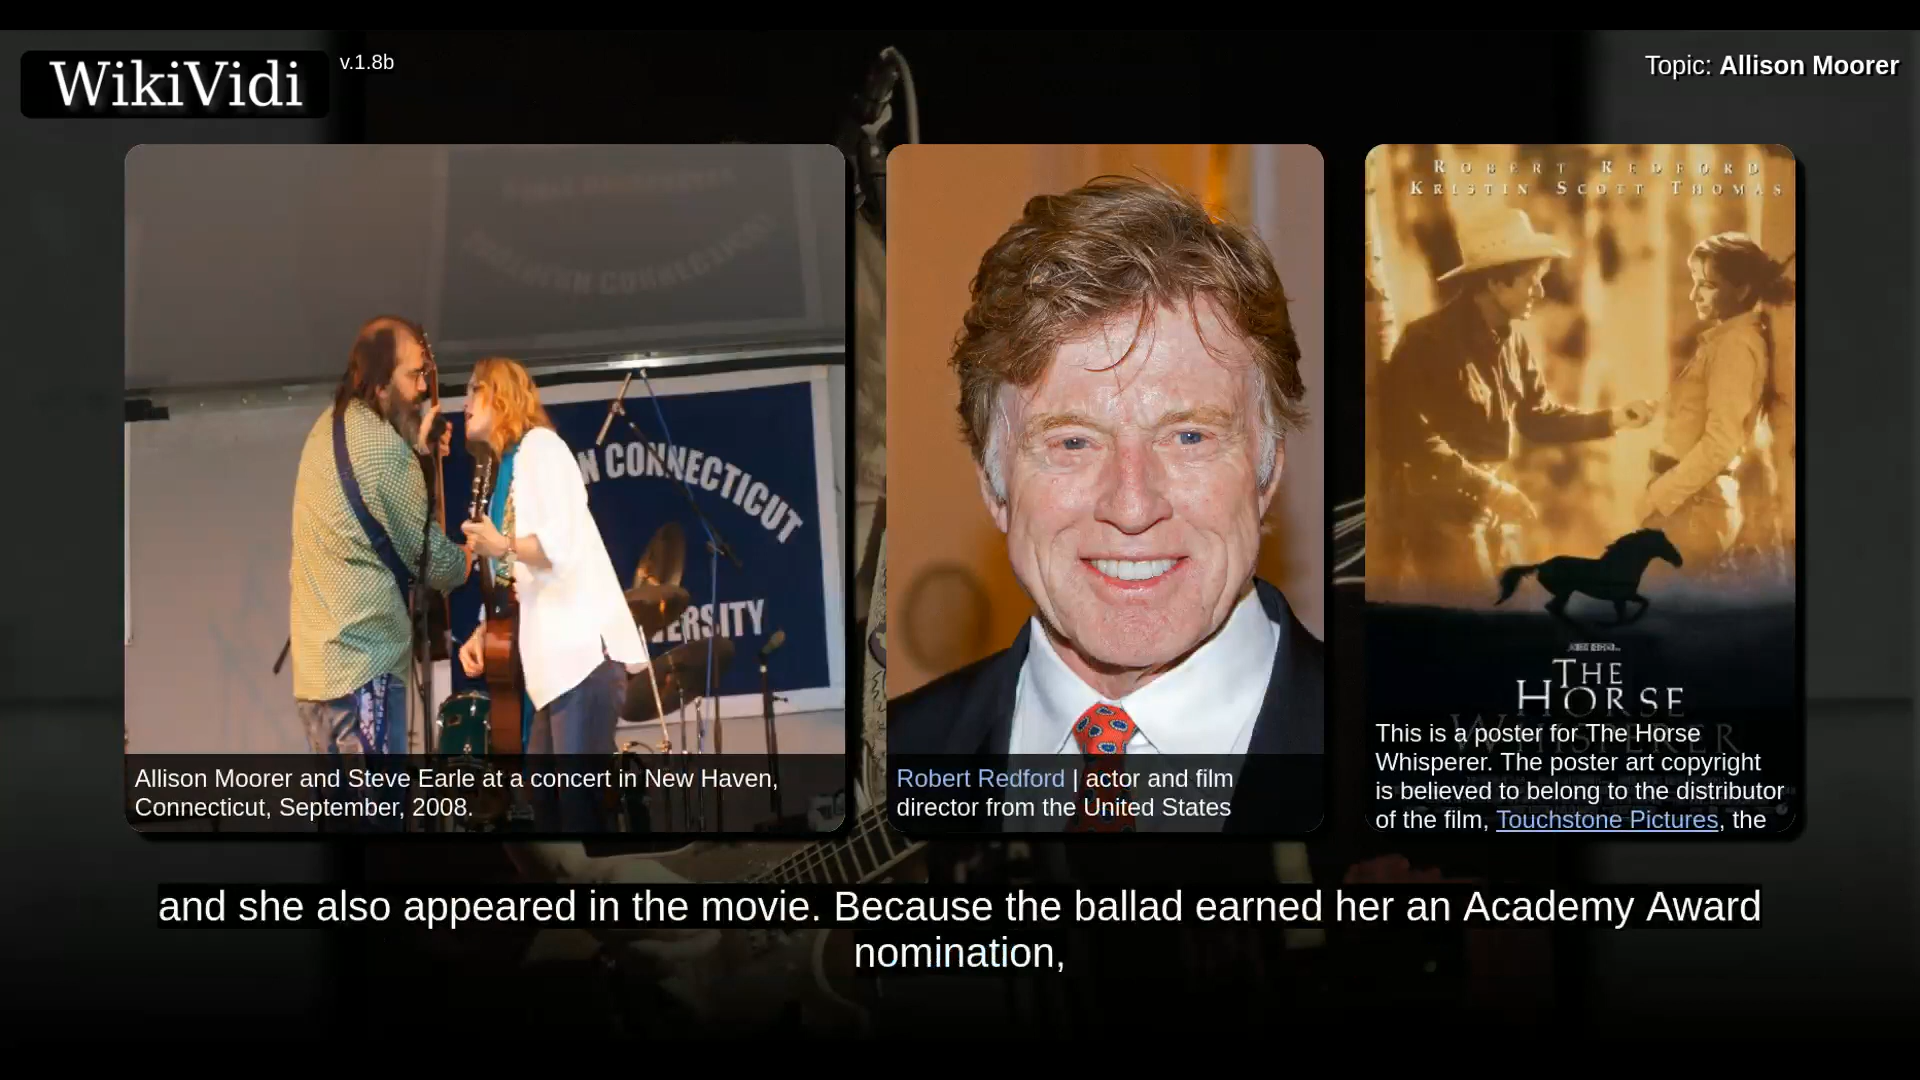 WikiVidi
v.1.8b
Topic: Allison Moorer
N CONNECTICUT
ERSITY
Allison Moorer and Steve Earle at a concert in New Haven,
Connecticut, September, 2008.
Robert Redford | actor and film
director from the United States
ROBERT REDFORD
KRISTIN SCOTT THOMAS
THE
HORSE
WHISPERER
This is a poster for The Horse
Whisperer. The poster art copyright
is believed to belong to the distributor
of the film, Touchstone Pictures, the
and she also appeared in the movie. Because the ballad earned her an Academy Award
nomination,